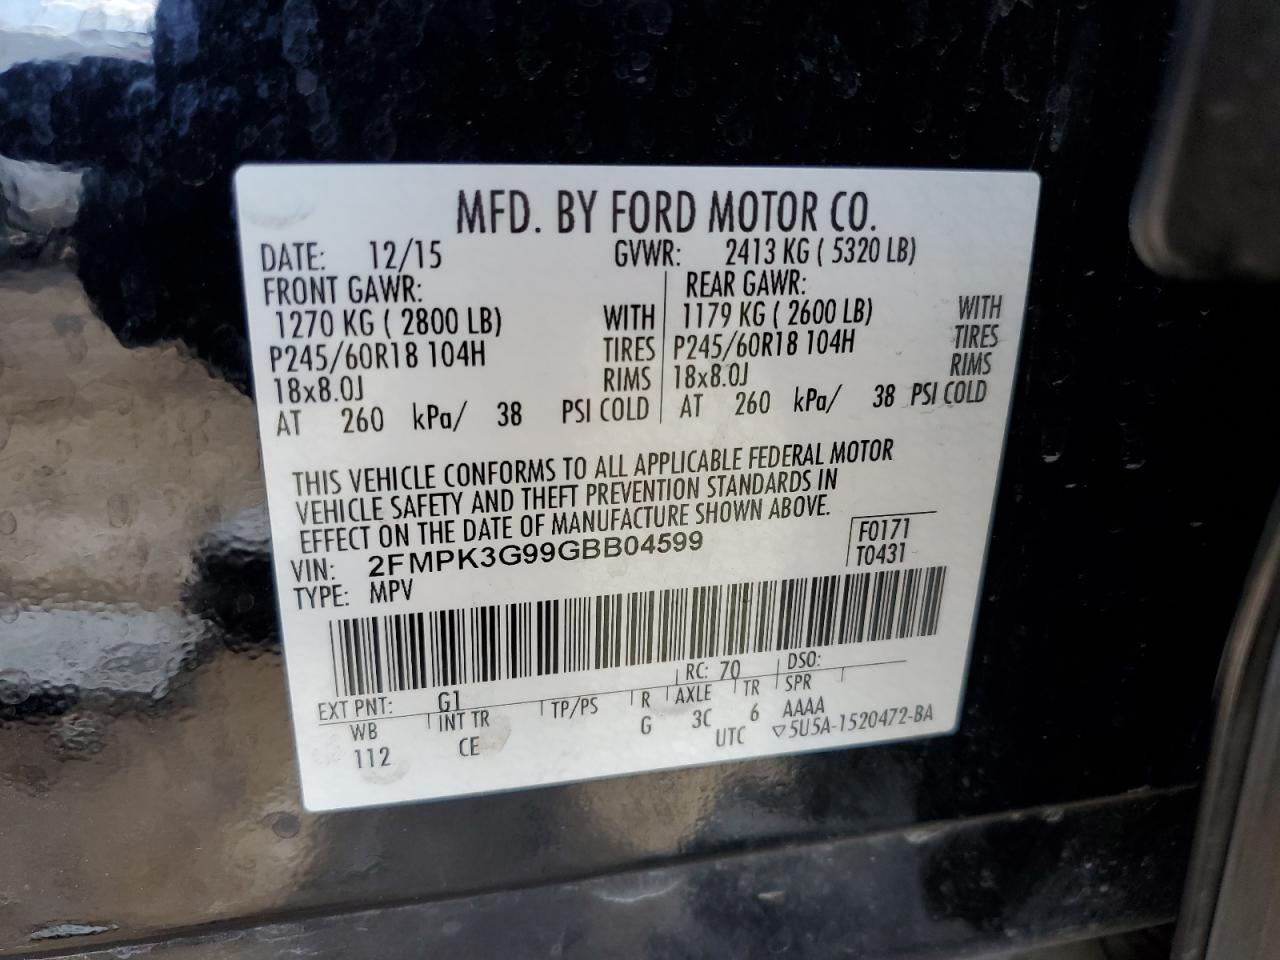 MFD. BY FORD MOTOR CO.
DATE: 12/15 GVWR: 2413 KG ( 5320 LB)
FRONT GAWR: REAR GAWR:
1270 KG ( 2800 LB) WITH 1179 KG ( 2600 LB) WITH
P245/60R18 104H TIRES P245/60R18 104H TIRES
18x8.0J RIMS 18x8.0J RIMS
AT 260 kPa/ 38 PSI COLD AT 260 kPa/ 38 PSI COLD
THIS VEHICLE CONFORMS TO ALL APPLICABLE FEDERAL MOTOR
VEHICLE SAFETY AND THEFT PREVENTION STANDARDS IN
EFFECT ON THE DATE OF MANUFACTURE SHOWN ABOVE.
VIN: 2FMPK3G99GBB04599 F0171
TYPE: MPV T0431
EXT PNT: G1 RC: 70 DSO:
WB INT TR TP/PS R AXLE TR SPR
112 CE G 3C 6 AAAA
UTC ▽5U5A-1520472-BA